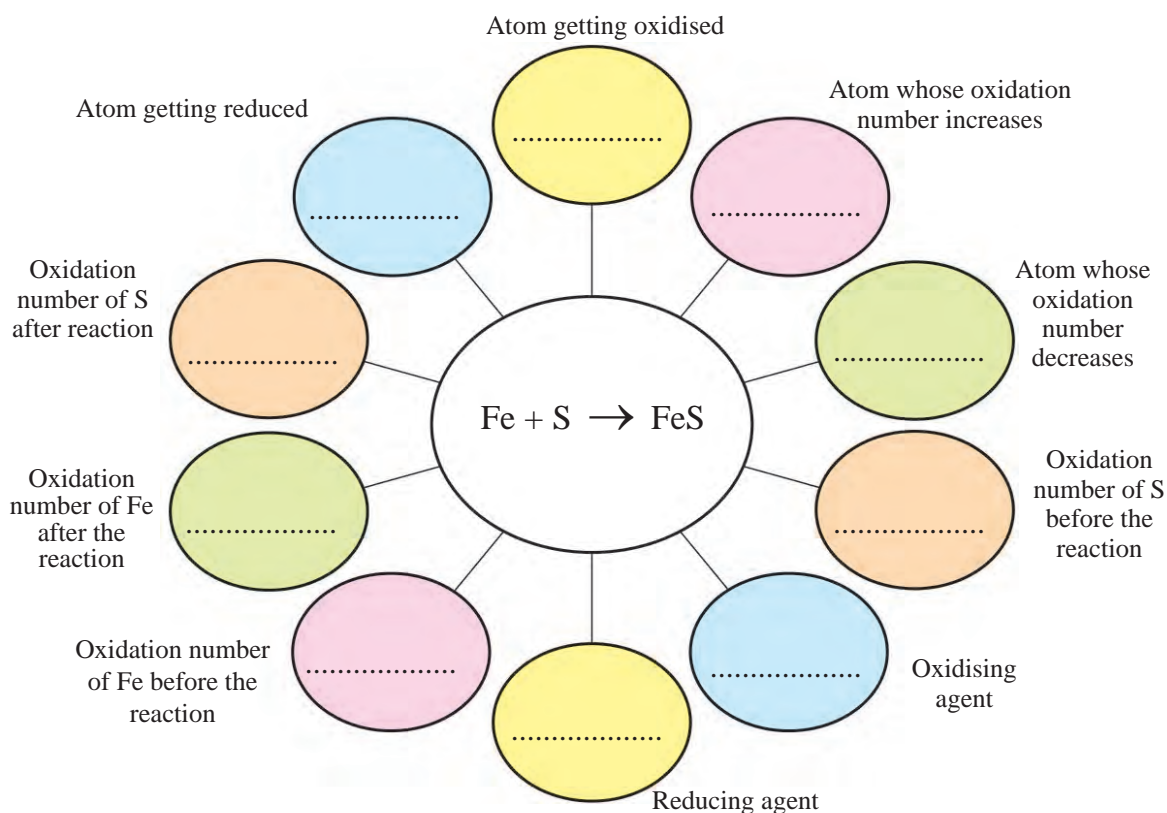 Atom getting oxidised
....................
Atom getting reduced
....................
Atom whose oxidation
number increases
....................
Oxidation
number of S
after reaction
....................
Atom whose
oxidation
number
decreases
....................
Fe + S → FeS
Oxidation
number of Fe
after the
reaction
....................
Oxidation
number of S
before the
reaction
....................
Oxidation number
of Fe before the
reaction
....................
Oxidising
agent
....................
....................
Reducing agent